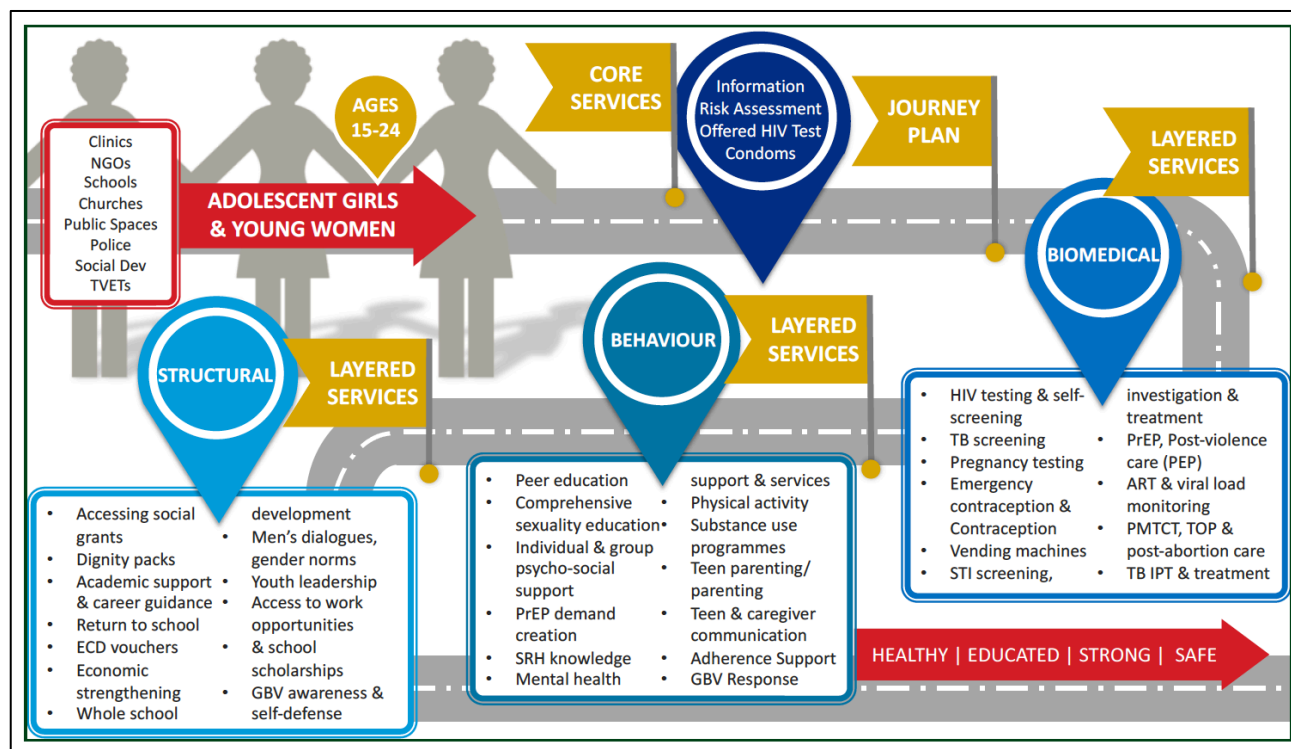 Clinics
NGOs
Schools
Churches
Public Spaces
Police
Social Dev
TVETs
AGES
15-24
ADOLESCENT GIRLS
& YOUNG WOMEN
CORE
SERVICES
Information
Risk Assessment
Offered HIV Test
Condoms
JOURNEY
PLAN
LAYERED
SERVICES
BIOMEDICAL
• HIV testing & self-
screening
• TB screening
• Pregnancy testing
• Emergency
contraception &
Contraception
• Vending machines
• STI screening,
investigation &
treatment
• PrEP, Post-violence
care (PEP)
• ART & viral load
monitoring
• PMTCT, TOP &
• post-abortion care
• TB IPT & treatment
LAYERED
SERVICES
BEHAVIOUR
• Peer education
• Comprehensive
sexuality education
• Individual & group
psycho-social
support
• PrEP demand
creation
• SRH knowledge
• Mental health
support & services
• Physical activity
• Substance use
programmes
• Teen parenting/
parenting
• Teen & caregiver
communication
• Adherence Support
• GBV Response
LAYERED
SERVICES
STRUCTURAL
• Accessing social
grants
• Dignity packs
• Academic support
& career guidance
• Return to school
• ECD vouchers
• Economic
strengthening
• Whole school
development
• Men's dialogues,
gender norms
• Youth leadership
• Access to work
opportunities
• & school
scholarships
• GBV awareness &
self-defense
HEALTHY | EDUCATED | STRONG | SAFE